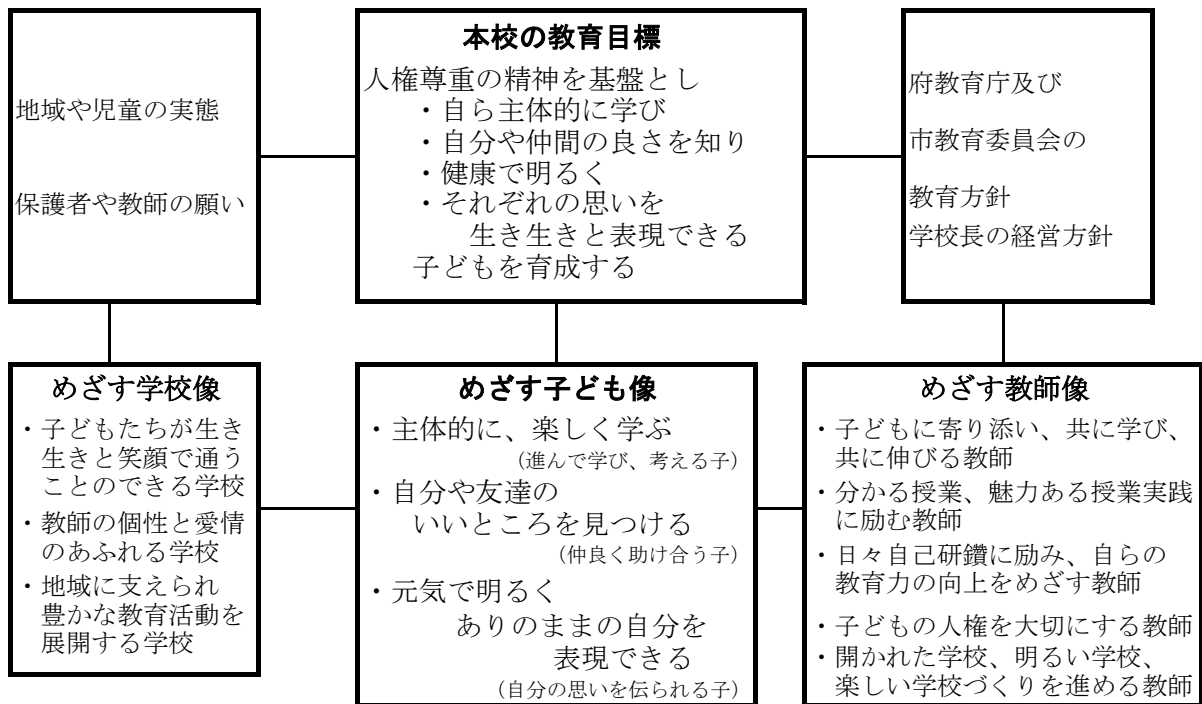 地域や児童の実態
保護者や教師の願い
本校の教育目標
人権尊重の精神を基盤とし
・自ら主体的に学び
・自分や仲間の良さを知り
・健康で明るく
・それぞれの思いを
生き生きと表現できる
子どもを育成する
府教育庁及び
市教育委員会の
教育方針
学校長の経営方針
めざす学校像
・子どもたちが生き
生きと笑顔で通う
ことのできる学校
・教師の個性と愛情
のあふれる学校
・地域に支えられ
豊かな教育活動を
展開する学校
めざす子ども像
・主体的に、楽しく学ぶ
(進んで学び、考える子)
・自分や友達の
いいところを見つける
(仲良く助け合う子)
・元気で明るく
ありのままの自分を
表現できる
(自分の思いを伝られる子)
めざす教師像
・子どもに寄り添い、共に学び、
共に伸びる教師
・分かる授業、魅力ある授業実践
に励む教師
・日々自己研鑽に励み、自らの
教育力の向上をめざす教師
・子どもの人権を大切にする教師
・開かれた学校、明るい学校、
楽しい学校づくりを進める教師